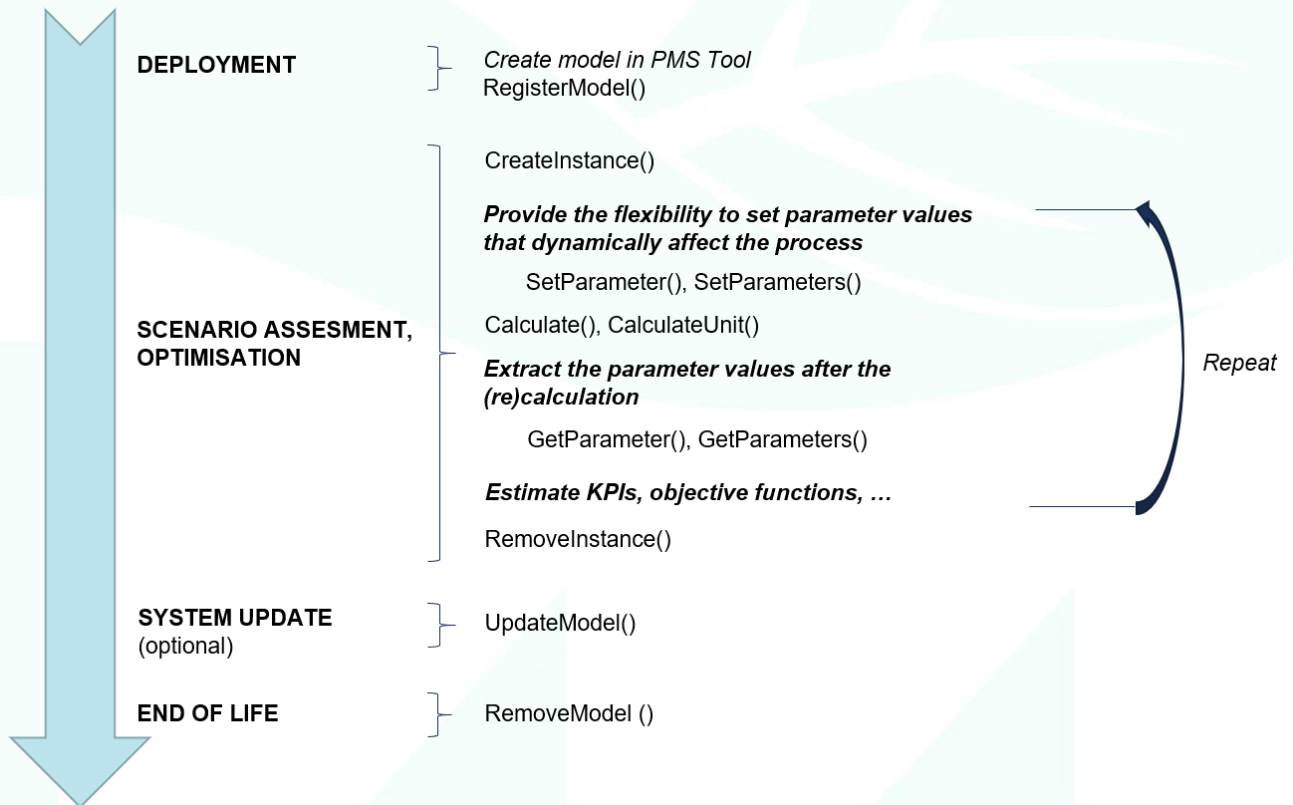 DEPLOYMENT
Create model in PMS Tool
RegisterModel()
CreateInstance()
Provide the flexibility to set parameter values
that dynamically affect the process
SetParameter(), SetParameters()
SCENARIO ASSESMENT,
OPTIMISATION
Calculate(), CalculateUnit()
Extract the parameter values after the
(re)calculation
GetParameter(), GetParameters()
Estimate KPIs, objective functions, …
RemoveInstance()
Repeat
SYSTEM UPDATE
(optional)
UpdateModel()
END OF LIFE
RemoveModel ()